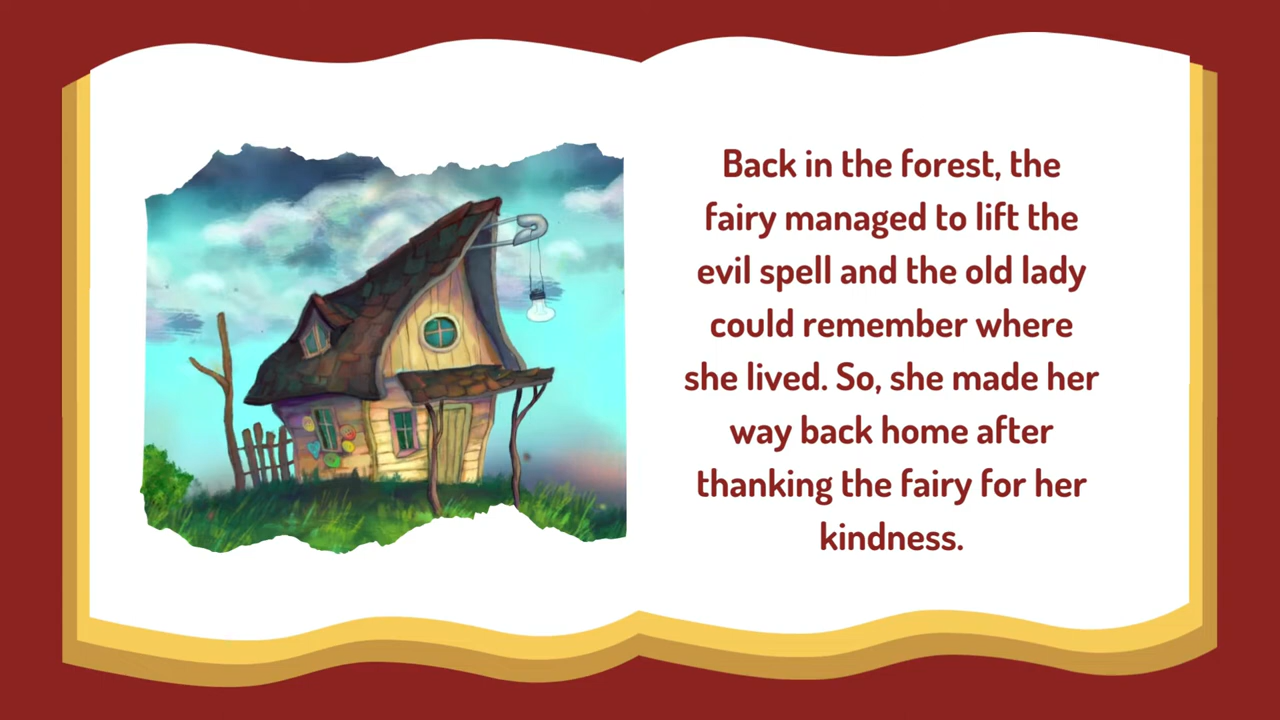 Back in the forest, the
fairy managed to lift the
evil spell and the old lady
could remember where
she lived. So, she made her
way back home after
thanking the fairy for her
kindness.